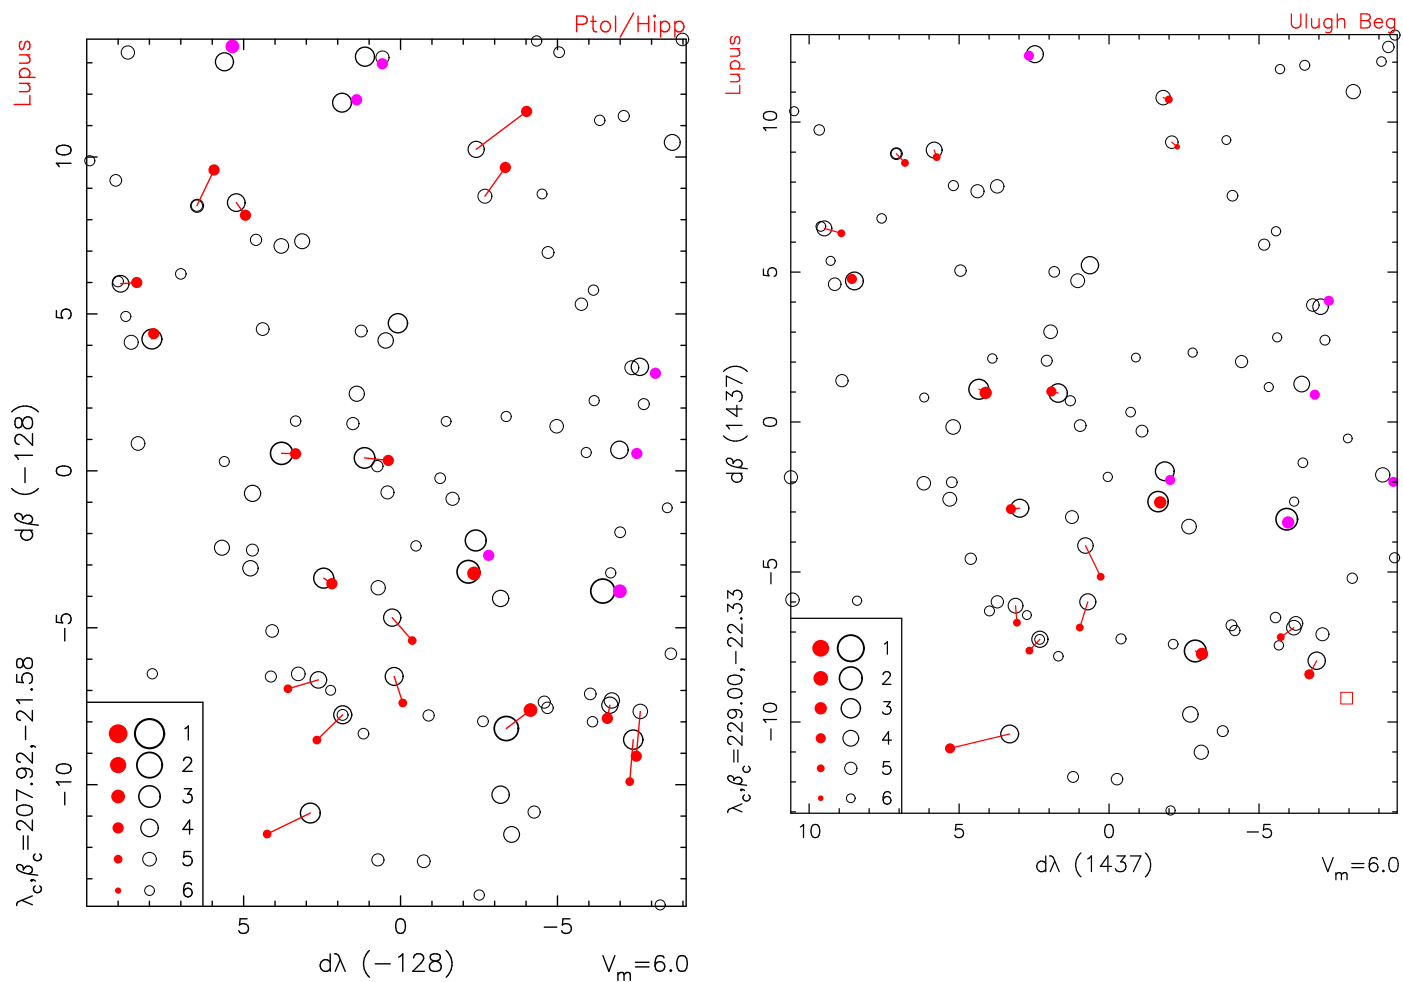 Ptol/Hipp
Lupus
10
5
0
−5
−10
dβ (−128)
λc,βc=207.92,−21.58
1
2
3
4
5
6
5
0
−5
dλ (−128)
Vm=6.0
Ulugh Beg
Lupus
10
5
0
−5
−10
dβ (1437)
λc,βc=229.00,−22.33
1
2
3
4
5
6
10
5
0
−5
dλ (1437)
Vm=6.0